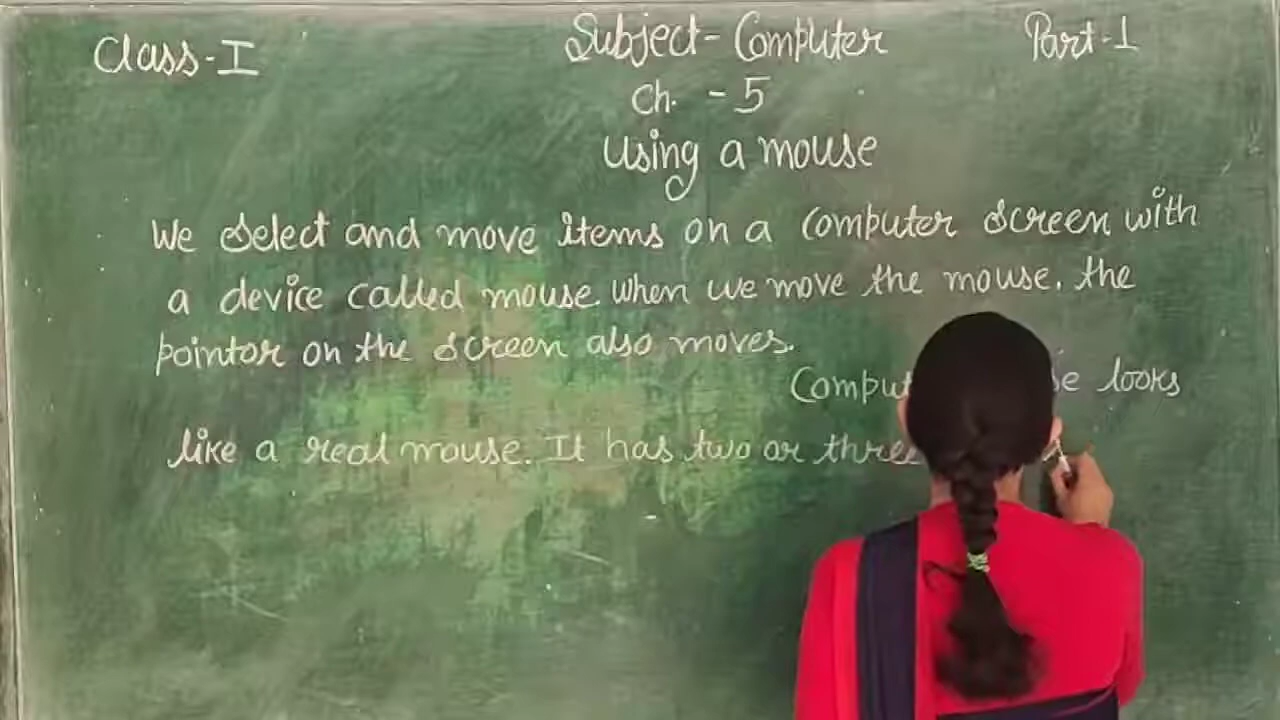 Class-I Subject-Computer Part-1
Ch. - 5
Using a mouse
We select and move items on a computer screen with
a device called mouse. When we move the mouse. the
pointor on the screen also moves.
looks
like a real mouse. It has two or three